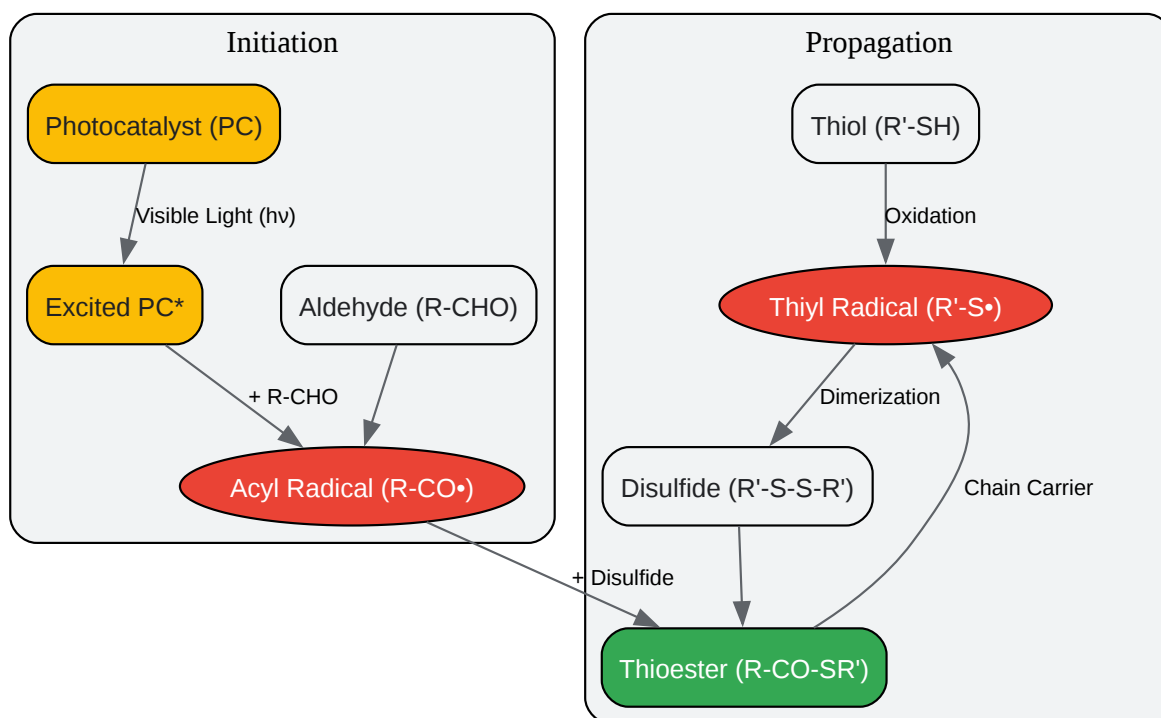 Initiation
Photocatalyst (PC)
Visible Light (hν)
Excited PC*
Aldehyde (R-CHO)
+ R-CHO
Acyl Radical (R-CO•)
+ Disulfide
Propagation
Thiol (R'-SH)
Oxidation
Thiyl Radical (R'-S•)
Dimerization
Disulfide (R'-S-S-R')
Chain Carrier
Thioester (R-CO-SR')